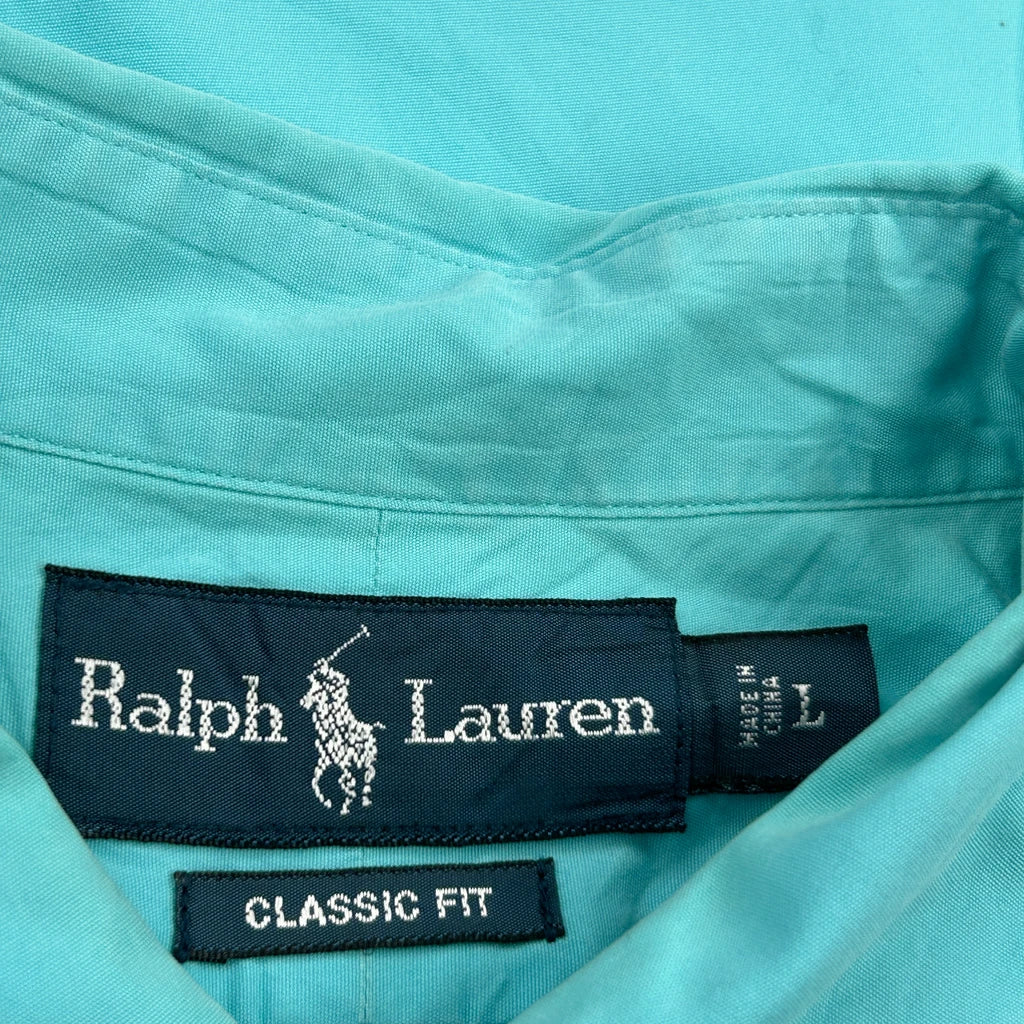 Ralph Lauren
MADE IN
CHINA
L
CLASSIC FIT